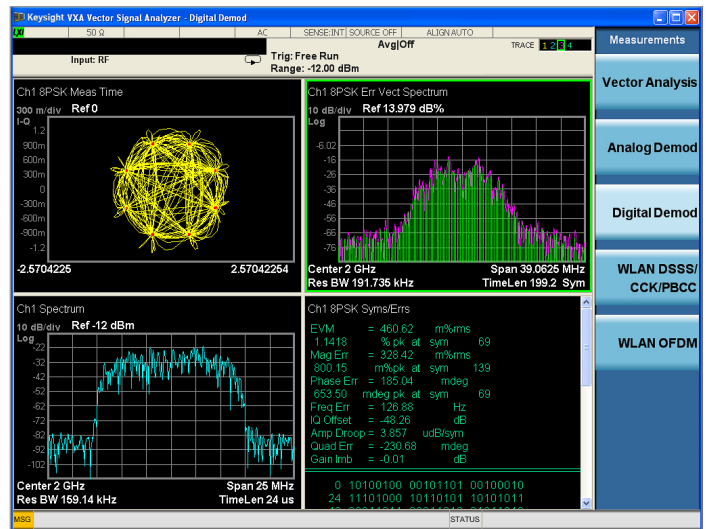 Keysight VXA Vector Signal Analyzer - Digital Demod
LXI 50 Ω AC SENSE:INT SOURCE OFF ALIGN AUTO
Avg|Off TRACE 1 2 3 4
Input: RF Trig: Free Run
Range: -12.00 dBm
Measurements
Vector Analysis
Analog Demod
Digital Demod
WLAN DSSS/
CCK/PBCC
WLAN OFDM
Ch1 8PSK Meas Time
300 m/div Ref 0
I-Q
1.2
900m
600m
300m
0
-300m
-600m
-900m
-1.2
-2.5704225 2.57042254
Ch1 8PSK Err Vect Spectrum
10 dB/div Ref 13.979 dB%
Log
-6.02
-16
-26
-36
-46
-56
-66
-76
Center 2 GHz Span 39.0625 MHz
Res BW 191.735 kHz TimeLen 199.2 Sym
Ch1 Spectrum
10 dB/div Ref -12 dBm
Log
-22
-32
-42
-52
-62
-72
-82
-92
-102
Center 2 GHz Span 25 MHz
Res BW 159.14 kHz TimeLen 24 us
Ch1 8PSK Syms/Errs
EVM = 460.62 m%rms
1.1418 % pk at sym 69
Mag Err = 328.42 m%rms
800.15 m%pk at sym 139
Phase Err = 185.04 mdeg
653.50 mdeg pk at sym 69
Freq Err = 126.88 Hz
IQ Offset = -48.26 dB
Amp Droop = 3.857 udB/sym
Quad Err = -230.68 mdeg
Gain Imb = -0.01 dB
0 10100100 00101101 00100010
24 11101000 10110101 10101011
MSG STATUS